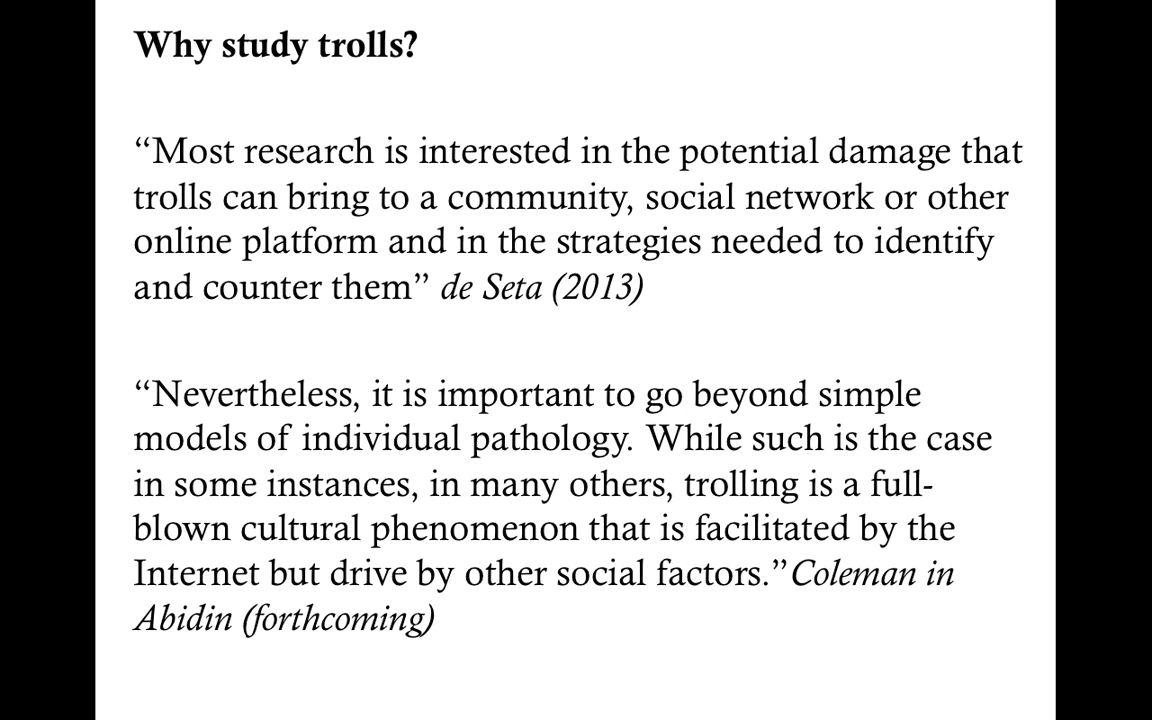 Why study trolls?
“Most research is interested in the potential damage that
trolls can bring to a community, social network or other
online platform and in the strategies needed to identify
and counter them” de Seta (2013)
“Nevertheless, it is important to go beyond simple
models of individual pathology. While such is the case
in some instances, in many others, trolling is a full-
blown cultural phenomenon that is facilitated by the
Internet but drive by other social factors.”Coleman in
Abidin (forthcoming)